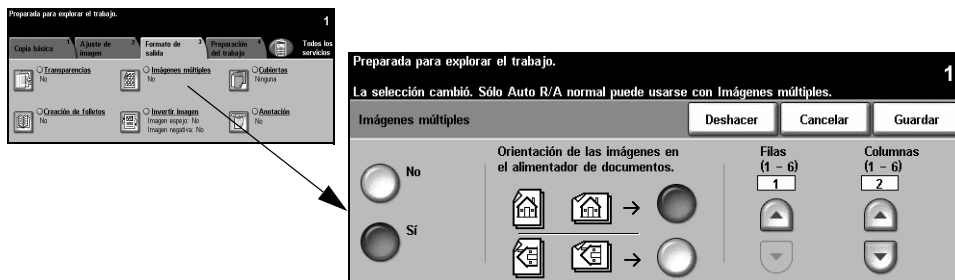 Preparada para explorar el trabajo.
1
Copia básica 1
Ajuste de imagen 2
Formato de salida 3
Preparación del trabajo 4
Todos los servicios
Transparencias
No
Imágenes múltiples
No
Cubiertas
Ninguna
Creación de folletos
No
Invertir imagen
Imagen espejo: No
Imagen negativa: No
Anotación
No
Preparada para explorar el trabajo.
1
La selección cambió. Sólo Auto R/A normal puede usarse con Imágenes múltiples.
Imágenes múltiples
Deshacer
Cancelar
Guardar
No
Sí
Orientación de las imágenes en
el alimentador de documentos.
Filas
(1 - 6)
1
Columnas
(1 - 6)
2